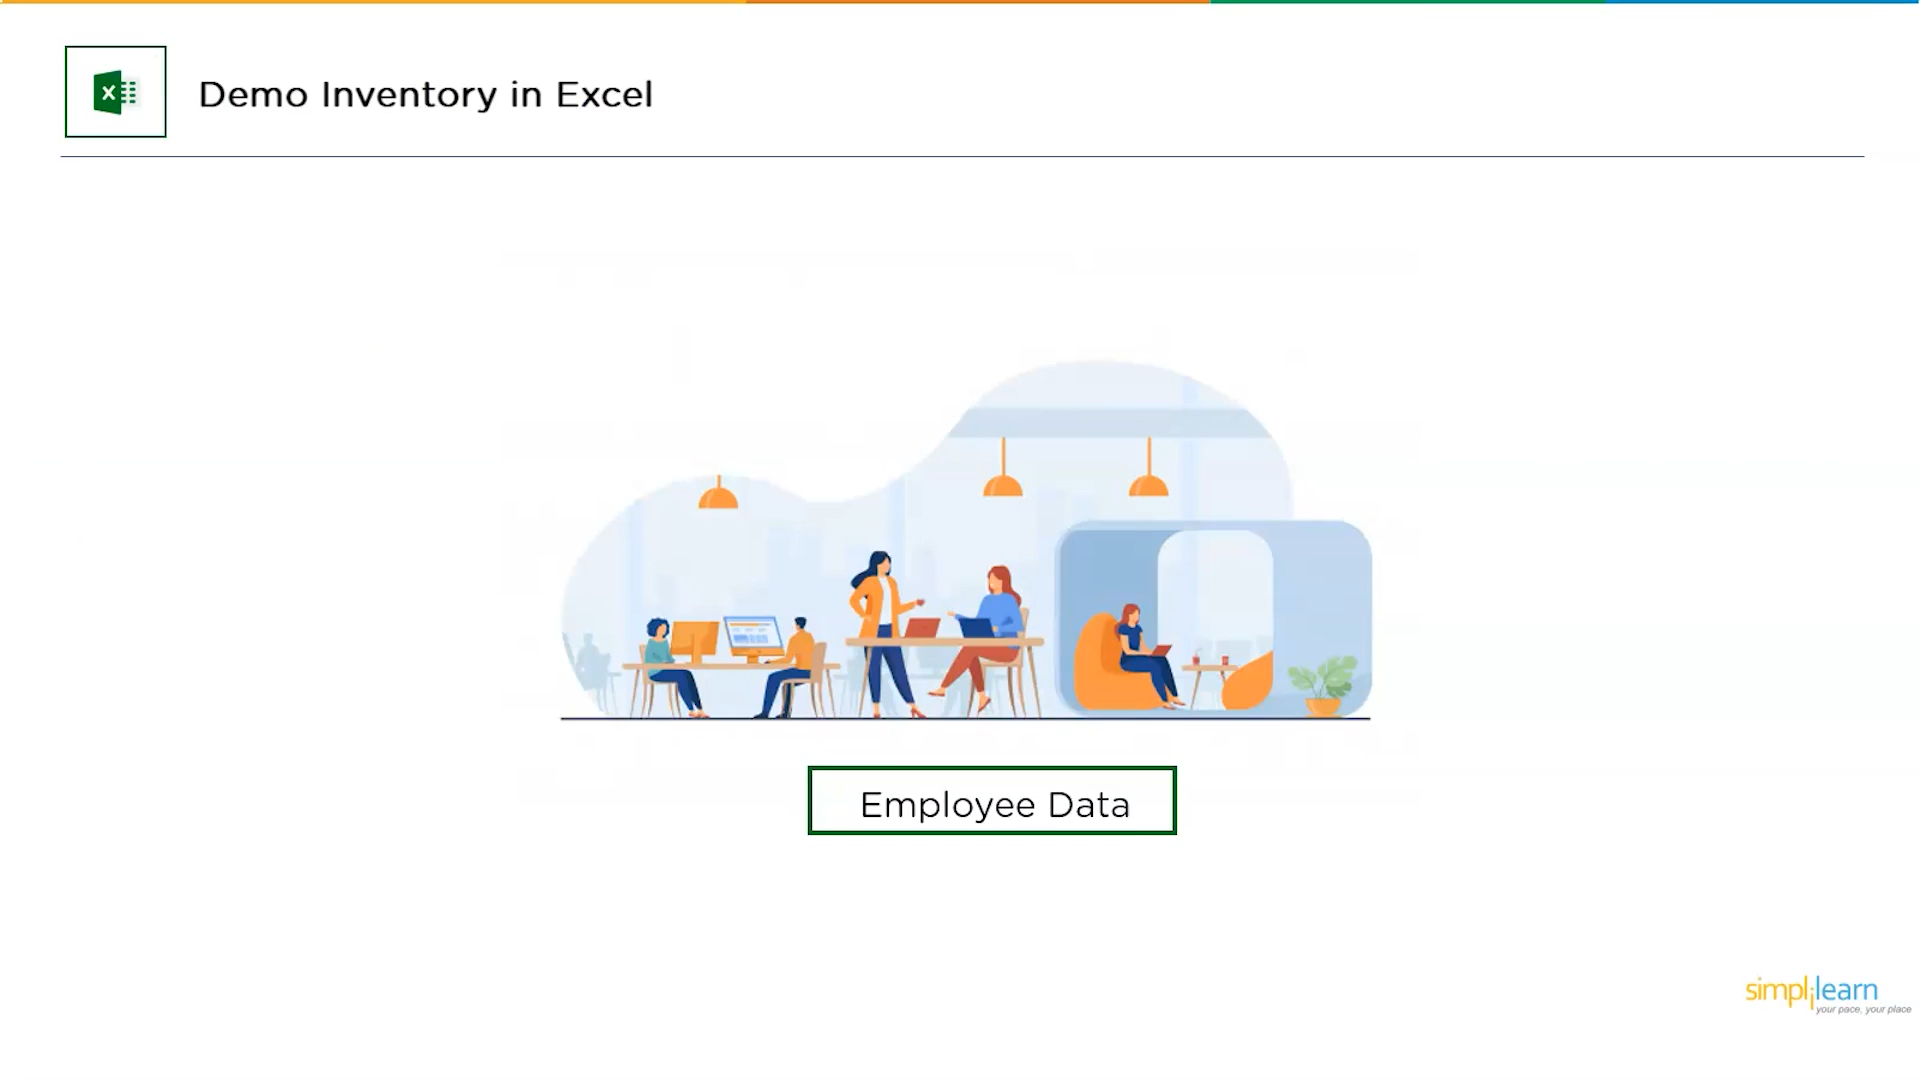 Demo Inventory in Excel
Employee Data
simplilearn
your pace, your place